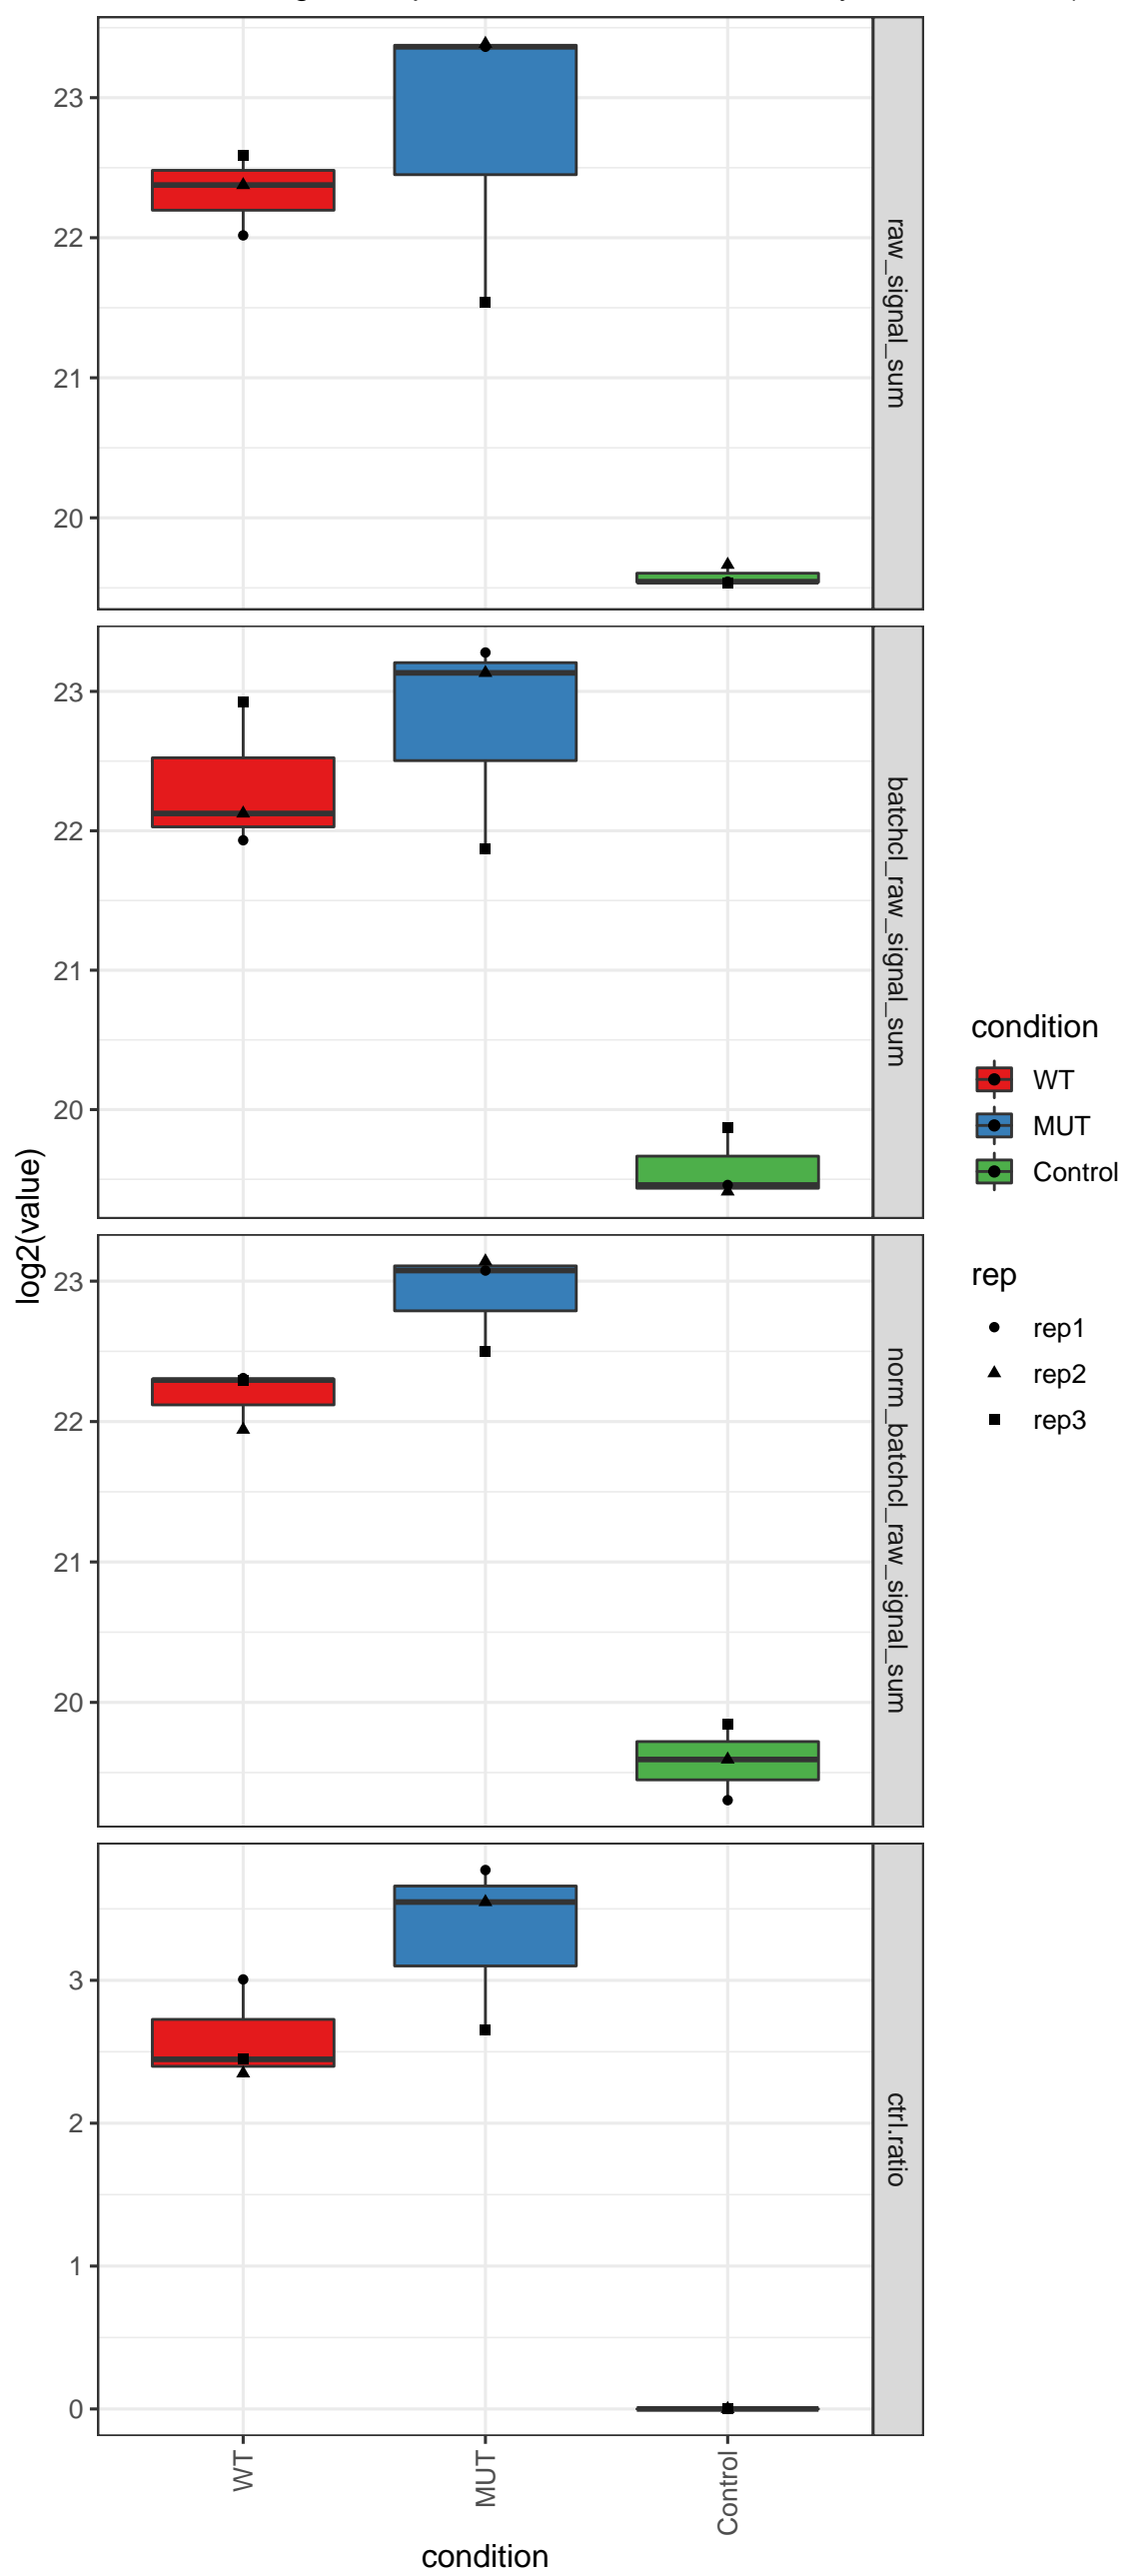 23
22
21
20
raw_signal_sum
23
22
21
20
batchcl_raw_signal_sum
23
22
21
20
norm_batchcl_raw_signal_sum
3
2
1
0
ctrl.ratio
log2(value)
WT
MUT
Control
condition
condition
WT
MUT
Control
rep
rep1
rep2
rep3